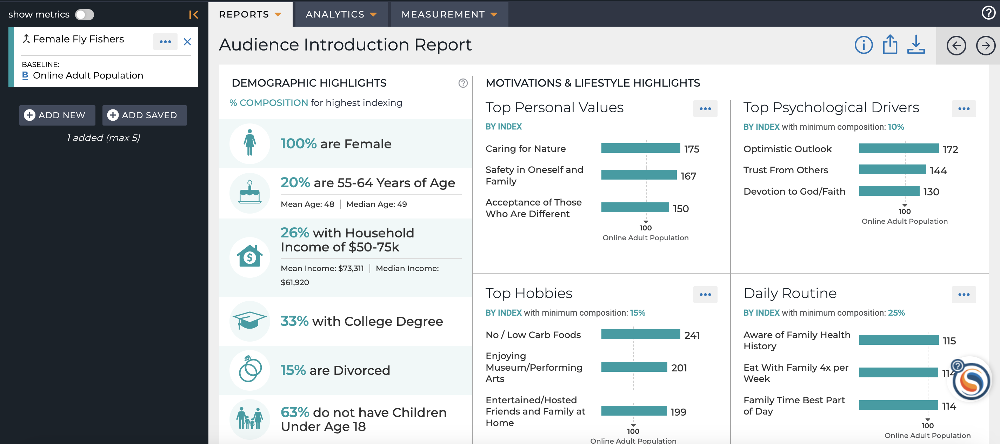 show metrics
Female Fly Fishers
BASELINE:
B Online Adult Population
ADD NEW
ADD SAVED
1 added (max 5)
REPORTS
ANALYTICS
MEASUREMENT
?
Audience Introduction Report
i
DEMOGRAPHIC HIGHLIGHTS
?
% COMPOSITION for highest indexing
100% are Female
20% are 55-64 Years of Age
Mean Age: 48 | Median Age: 49
26% with Household
Income of $50-75k
Mean Income: $73,311 | Median Income:
$61,920
$
33% with College Degree
15% are Divorced
63% do not have Children
Under Age 18
MOTIVATIONS & LIFESTYLE HIGHLIGHTS
Top Personal Values
BY INDEX
Caring for Nature
175
Safety in Oneself and
Family
167
Acceptance of Those
Who Are Different
150
100
Online Adult Population
Top Psychological Drivers
BY INDEX with minimum composition: 10%
Optimistic Outlook
172
Trust From Others
144
Devotion to God/Faith
130
100
Online Adult Population
Top Hobbies
BY INDEX with minimum composition: 15%
No / Low Carb Foods
241
Enjoying
Museum/Performing
Arts
201
Entertained/Hosted
Friends and Family at
Home
199
100
Online Adult Population
Daily Routine
BY INDEX with minimum composition: 25%
Aware of Family Health
History
115
Eat With Family 4x per
Week
114
?
Family Time Best Part
of Day
114
100
Online Adult Population